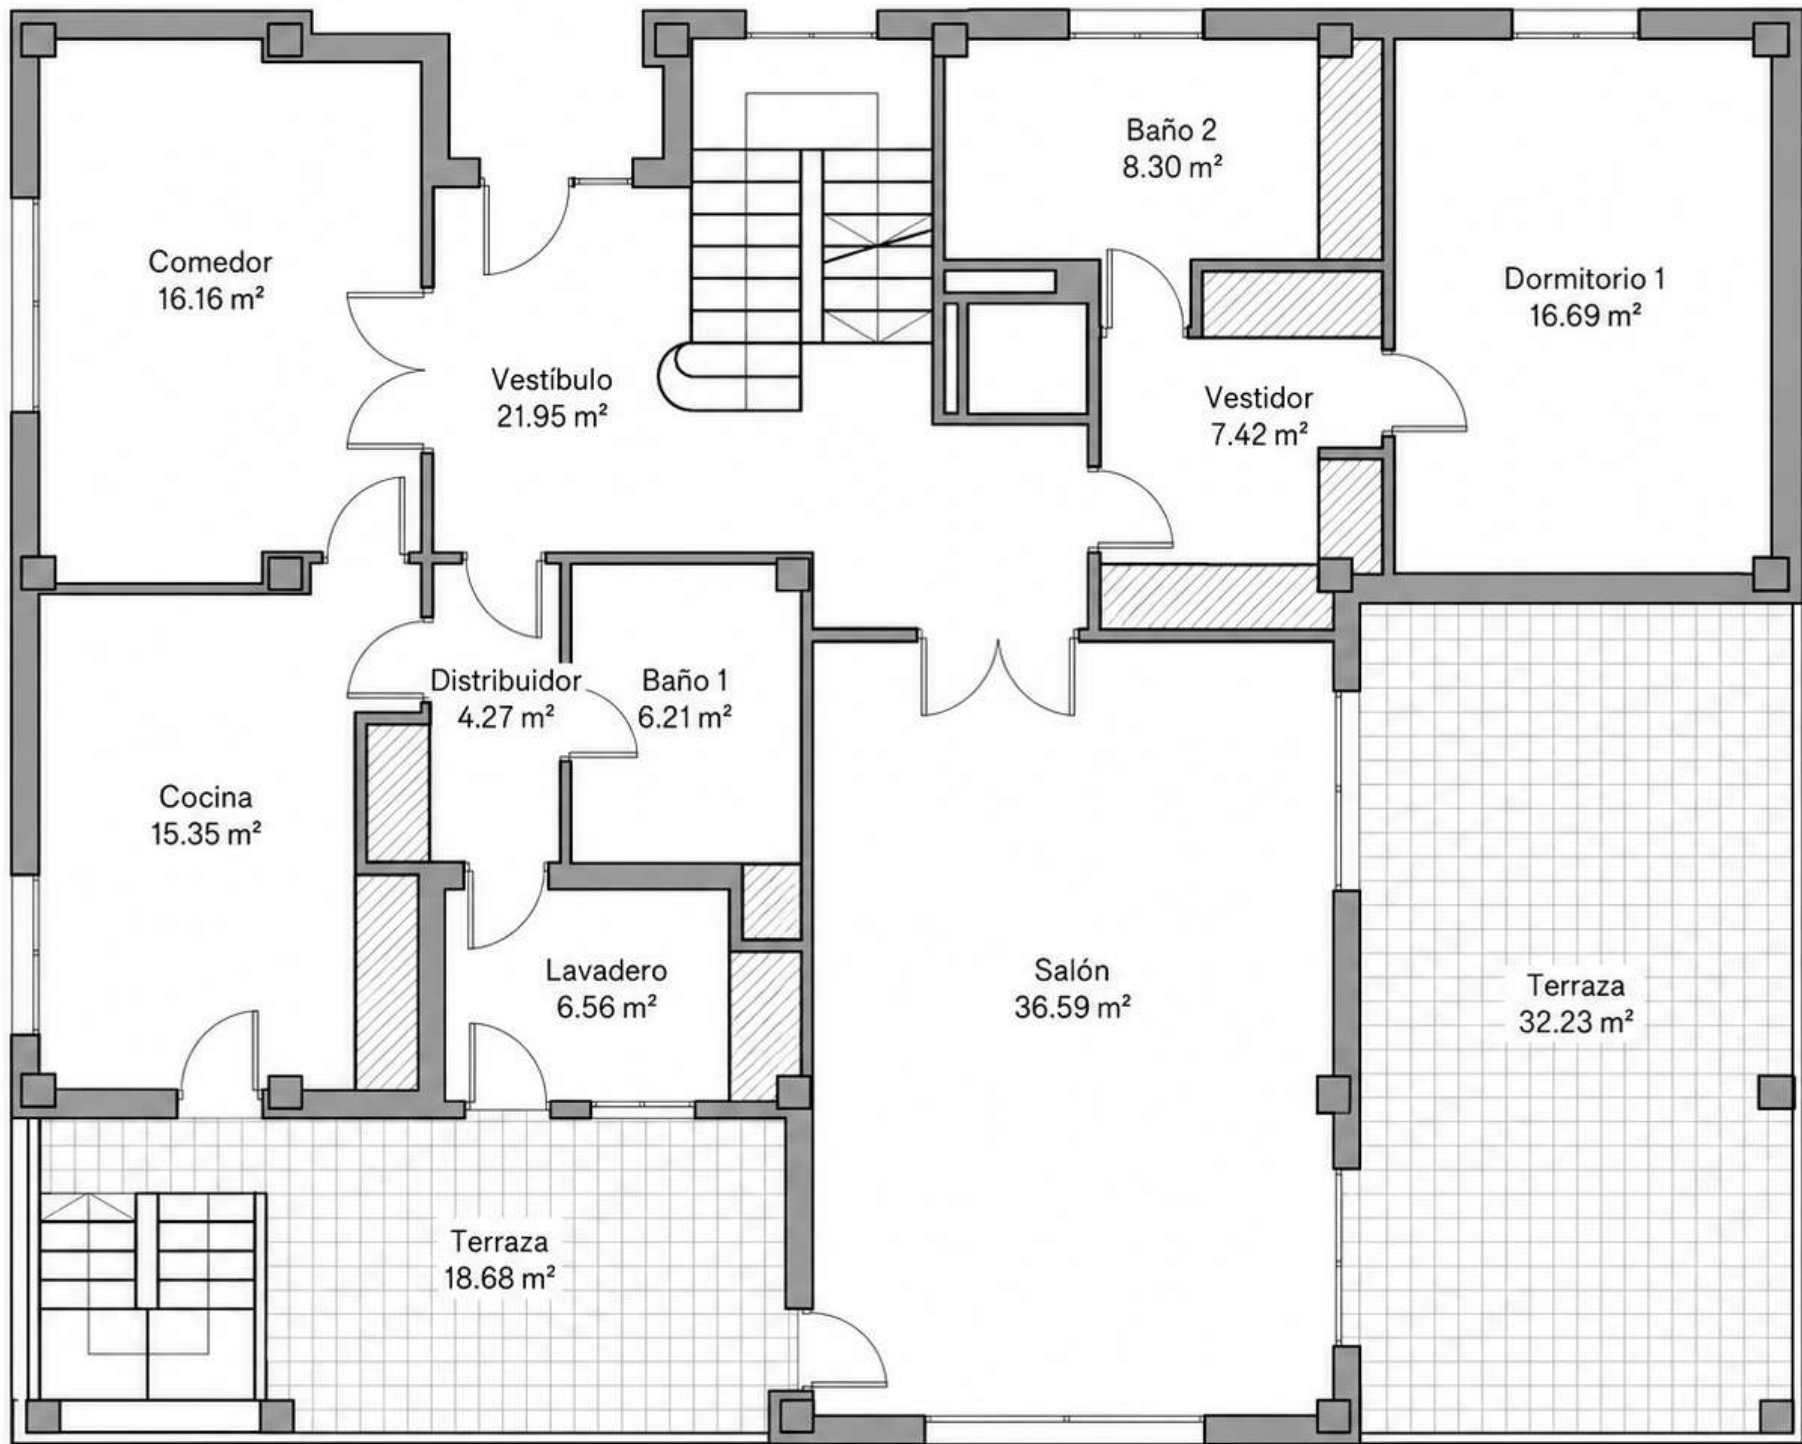 Baño 2
8.30 m²
Comedor
16.16 m²
Dormitorio 1
16.69 m²
Vestíbulo
21.95 m²
Vestidor
7.42 m²
Distribuidor
4.27 m²
Baño 1
6.21 m²
Cocina
15.35 m²
Lavadero
6.56 m²
Salón
36.59 m²
Terraza
32.23 m²
Terraza
18.68 m²